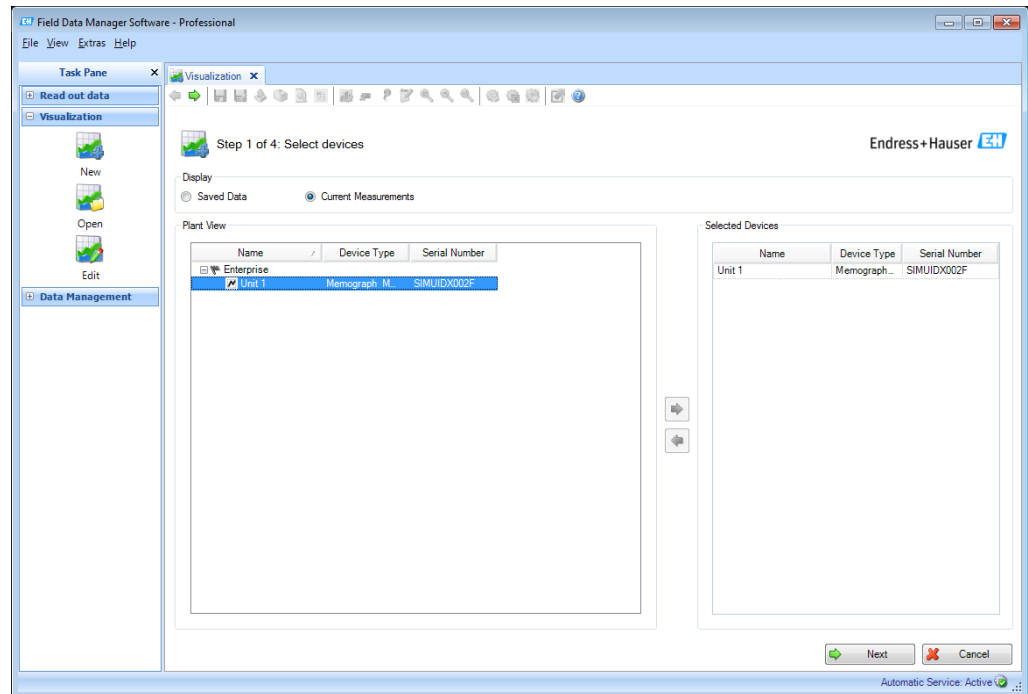 Field Data Manager Software - Professional
File View Extras Help
Task Pane
Visualization
Read out data
Visualization
New
Open
Edit
Data Management
Step 1 of 4: Select devices
Endress+Hauser EH
Display
Saved Data Current Measurements
Plant View
Name Device Type Serial Number
Enterprise
Unit 1 Memograph M... SIMUIDX002F
Selected Devices
Name Device Type Serial Number
Unit 1 Memograph... SIMUIDX002F
Next Cancel
Automatic Service: Active